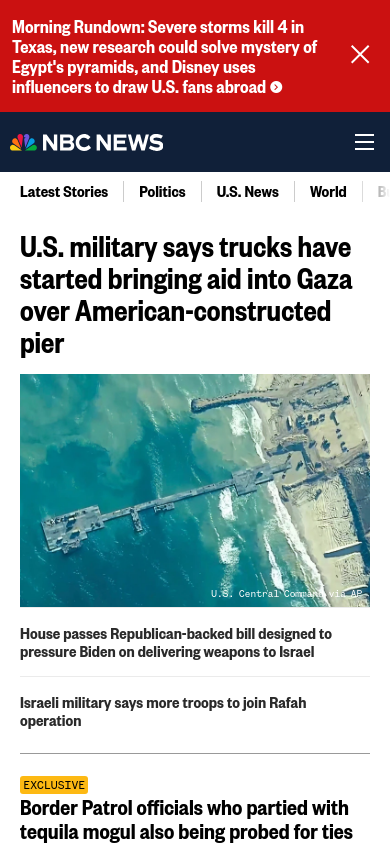 Morning Rundown: Severe storms kill 4 in
Texas, new research could solve mystery of
Egypt's pyramids, and Disney uses
influencers to draw U.S. fans abroad
NBC NEWS
Latest Stories
Politics
U.S. News
World
U.S. military says trucks have
started bringing aid into Gaza
over American-constructed
pier
U.S. Central Command via AP
House passes Republican-backed bill designed to
pressure Biden on delivering weapons to Israel
Israeli military says more troops to join Rafah
operation
EXCLUSIVE
Border Patrol officials who partied with
tequila mogul also being probed for ties